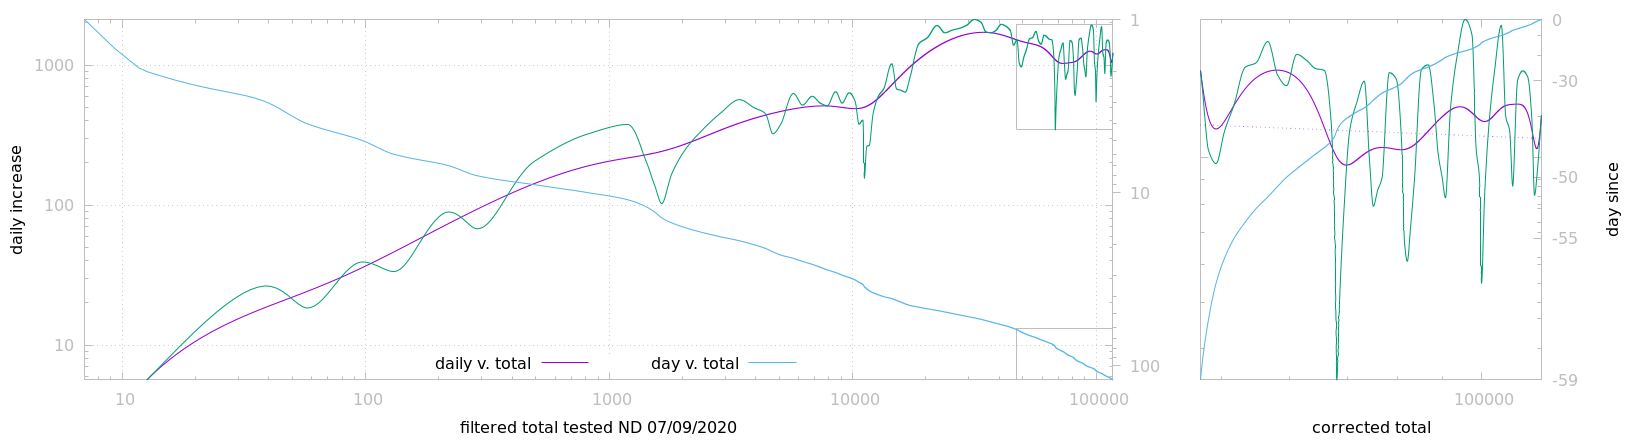 1000
100
10
daily increase
1
10
100
daily v. total
day v. total
10
100
1000
10000
100000
filtered total tested ND 07/09/2020
0
-30
-50
-55
-59
day since
100000
corrected total